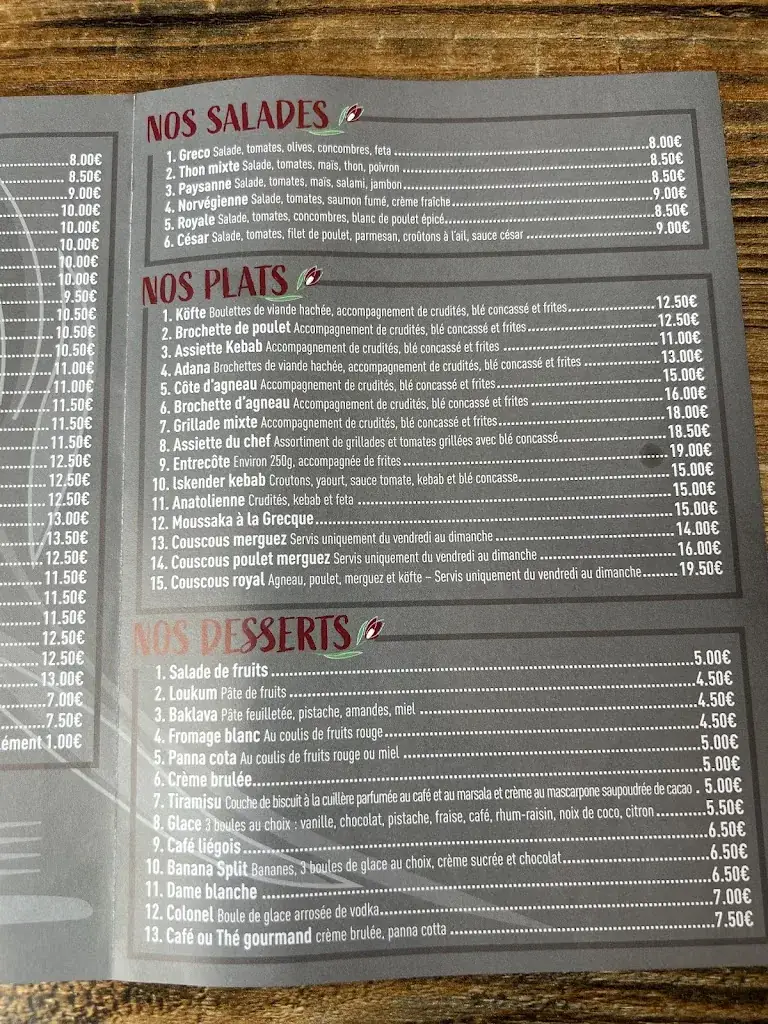 8.00€
8.50€
9.00€
10.00€
10.00€
10.00€
10.00€
10.00€
9.50€
10.50€
10.50€
10.50€
11.00€
11.00€
11.50€
11.50€
11.50€
12.50€
12.50€
12.50€
13.00€
13.50€
12.50€
11.50€
11.50€
11.50€
12.50€
12.50€
13.00€
7.00€
7.50€
lément 1.00€
NOS SALADES
1. Greco Salade, tomates, olives, concombres, feta 8.00€
2. Thon mixte Salade, tomates, maïs, thon, poivron 8.50€
3. Paysanne Salade, tomates, maïs, salami, jambon 8.50€
4. Norvégienne Salade, tomates, saumon fumé, crème fraîche 9.00€
5. Royale Salade, tomates, concombres, blanc de poulet épicé 8.50€
6. César Salade, tomates, filet de poulet, parmesan, croûtons à l'ail, sauce césar 9.00€
NOS PLATS
1. Köfte Boulettes de viande hachée, accompagnement de crudités, blé concassé et frites 12.50€
2. Brochette de poulet Accompagnement de crudités, blé concassé et frites 12.50€
3. Assiette Kebab Accompagnement de crudités, blé concassé et frites 11.00€
4. Adana Brochettes de viande hachée, accompagnement de crudités, blé concassé et frites 13.00€
5. Côte d'agneau Accompagnement de crudités, blé concassé et frites 15.00€
6. Brochette d'agneau Accompagnement de crudités, blé concassé et frites 16.00€
7. Grillade mixte Accompagnement de crudités, blé concassé et frites 18.00€
8. Assiette du chef Assortiment de grillades et tomates grillées avec blé concassé 18.50€
9. Entrecôte Environ 250g, accompagnée de frites 19.00€
10. Iskender kebab Croutons, yaourt, sauce tomate, kebab et blé concasse 15.00€
11. Anatolienne Crudités, kebab et feta 15.00€
12. Moussaka à la Grecque 15.00€
13. Couscous merguez Servis uniquement du vendredi au dimanche 14.00€
14. Couscous poulet merguez Servis uniquement du vendredi au dimanche 16.00€
15. Couscous royal Agneau, poulet, merguez et köfte – Servis uniquement du vendredi au dimanche 19.50€
NOS DESSERTS
1. Salade de fruits 5.00€
2. Loukum Pâte de fruits 4.50€
3. Baklava Pâte feuilletée, pistache, amandes, miel 4.50€
4. Fromage blanc Au coulis de fruits rouge 4.50€
5. Panna cota Au coulis de fruits rouge ou miel 5.00€
6. Crème brulée 5.00€
7. Tiramisu Couche de biscuit à la cuillère parfumée au café et au marsala et crème au mascarpone saupoudrée de cacao . 5.00€
8. Glace 3 boules au choix : vanille, chocolat, pistache, fraise, café, rhum-raisin, noix de coco, citron 5.50€
9. Café liégois 6.50€
10. Banana Split Bananes, 3 boules de glace au choix, crème sucrée et chocolat 6.50€
11. Dame blanche 6.50€
12. Colonel Boule de glace arrosée de vodka 7.00€
13. Café ou Thé gourmand crème brulée, panna cotta 7.50€